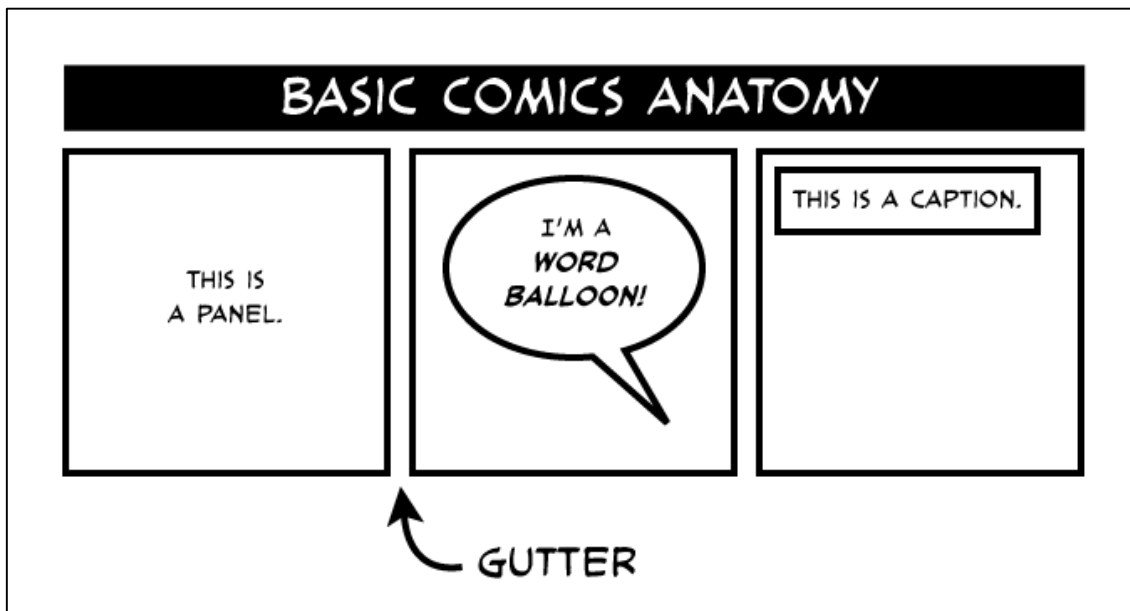 BASIC COMICS ANATOMY
THIS IS
A PANEL.
I'M A
WORD
BALLOON!
THIS IS A CAPTION.
GUTTER